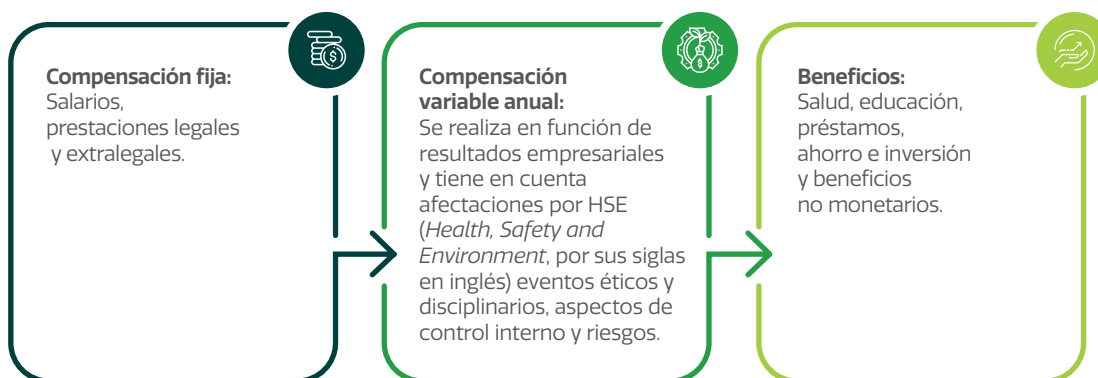 Compensación fija:
Salarios,
prestaciones legales
y extralegales.
Compensación
variable anual:
Se realiza en función de
resultados empresariales
y tiene en cuenta
afectaciones por HSE
(Health, Safety and
Environment, por sus siglas
en inglés) eventos éticos y
disciplinarios, aspectos de
control interno y riesgos.
Beneficios:
Salud, educación,
préstamos,
ahorro e inversión
y beneficios
no monetarios.